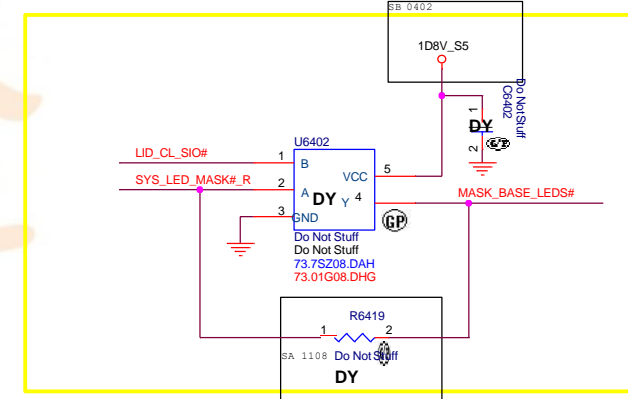 SB 0402
1D8V_S5
1
DY
2
C6402
Do Not Stuff
U6402
LID_CL_SIO#
1
B
SYS_LED_MASK#_R
2
A
DY
VCC
5
Y
4
MASK_BASE_LEDS#
3
GND
GP
Do Not Stuff
Do Not Stuff
73.7SZ08.DAH
73.01G08.DHG
R6419
1
2
SA 1108
Do Not Stuff
DY